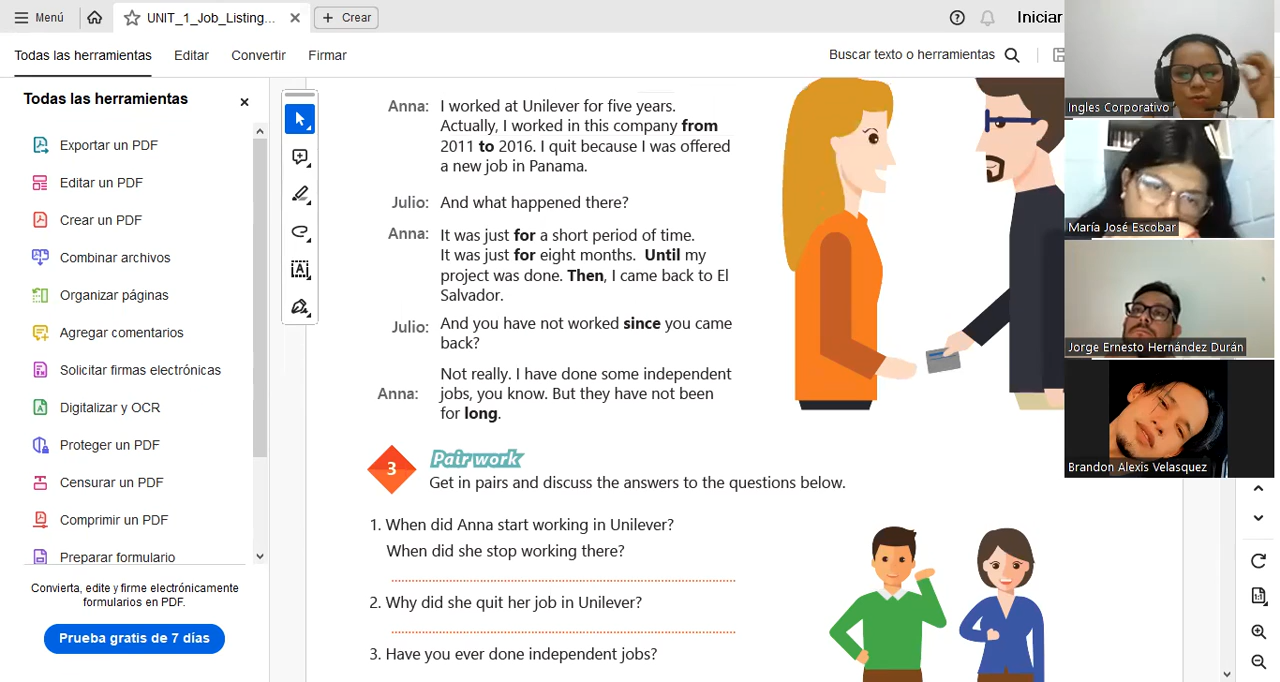 Menú
UNIT_1_Job_Listing...
Crear
Iniciar
Todas las herramientas
Editar
Convertir
Firmar
Buscar texto o herramientas
Todas las herramientas
Exportar un PDF
Editar un PDF
Crear un PDF
Combinar archivos
Organizar páginas
Agregar comentarios
Solicitar firmas electrónicas
Digitalizar y OCR
Proteger un PDF
Censurar un PDF
Comprimir un PDF
Preparar formulario
Convierta, edite y firme electrónicamente
formularios en PDF.
Prueba gratis de 7 días
Anna: I worked at Unilever for five years.
Actually, I worked in this company from
2011 to 2016. I quit because I was offered
a new job in Panama.
Julio: And what happened there?
Anna: It was just for a short period of time.
It was just for eight months. Until my
project was done. Then, I came back to El
Salvador.
Julio: And you have not worked since you came
back?
Not really. I have done some independent
Anna: jobs, you know. But they have not been
for long.
3 Pair work
Get in pairs and discuss the answers to the questions below.
1. When did Anna start working in Unilever?
When did she stop working there?
2. Why did she quit her job in Unilever?
3. Have you ever done independent jobs?
Ingles Corporativo
María José Escobar
Jorge Ernesto Hernández Durán
Brandon Alexis Velasquez
1:1